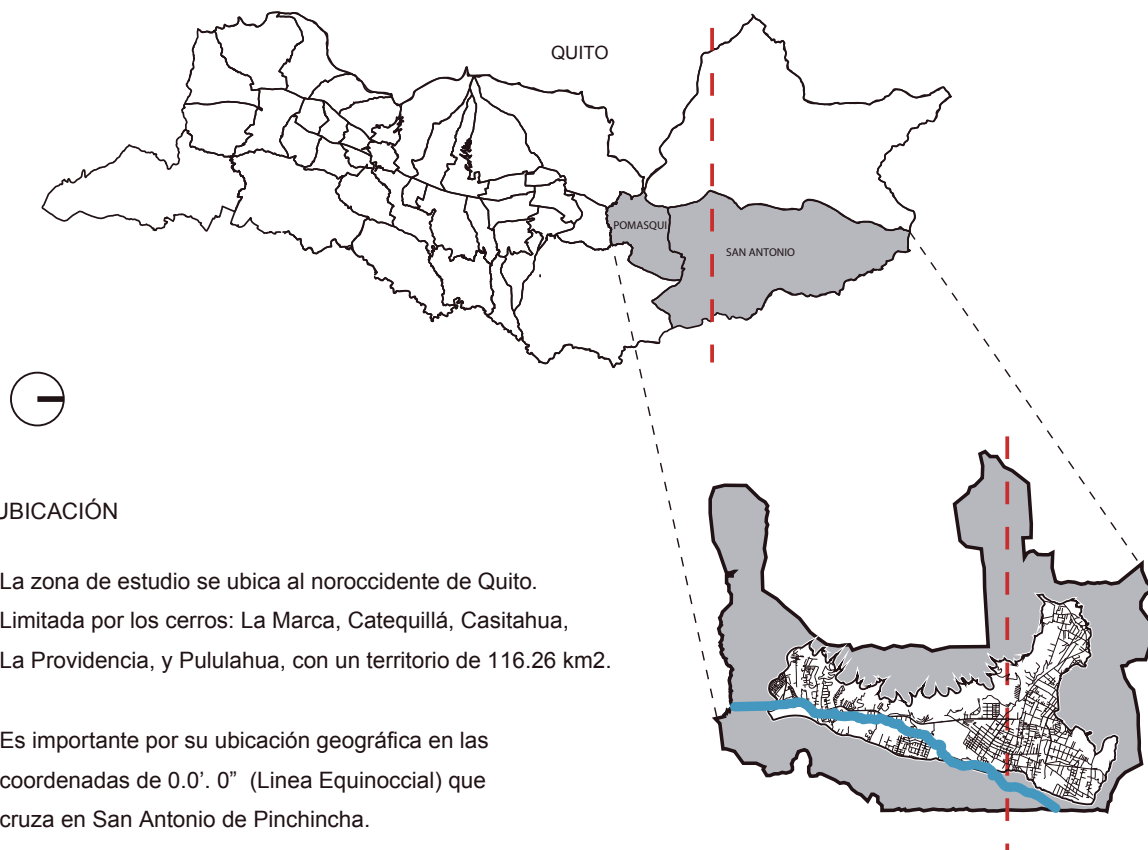 QUITO
POMASQUI
SAN ANTONIO
UBICACIÓN
La zona de estudio se ubica al noroccidente de Quito.
Limitada por los cerros: La Marca, Catequillá, Casitahua,
La Providencia, y Pululahua, con un territorio de 116.26 km2.
Es importante por su ubicación geográfica en las
coordenadas de 0.0’. 0” (Linea Equinoccial) que
cruza en San Antonio de Pinchincha.